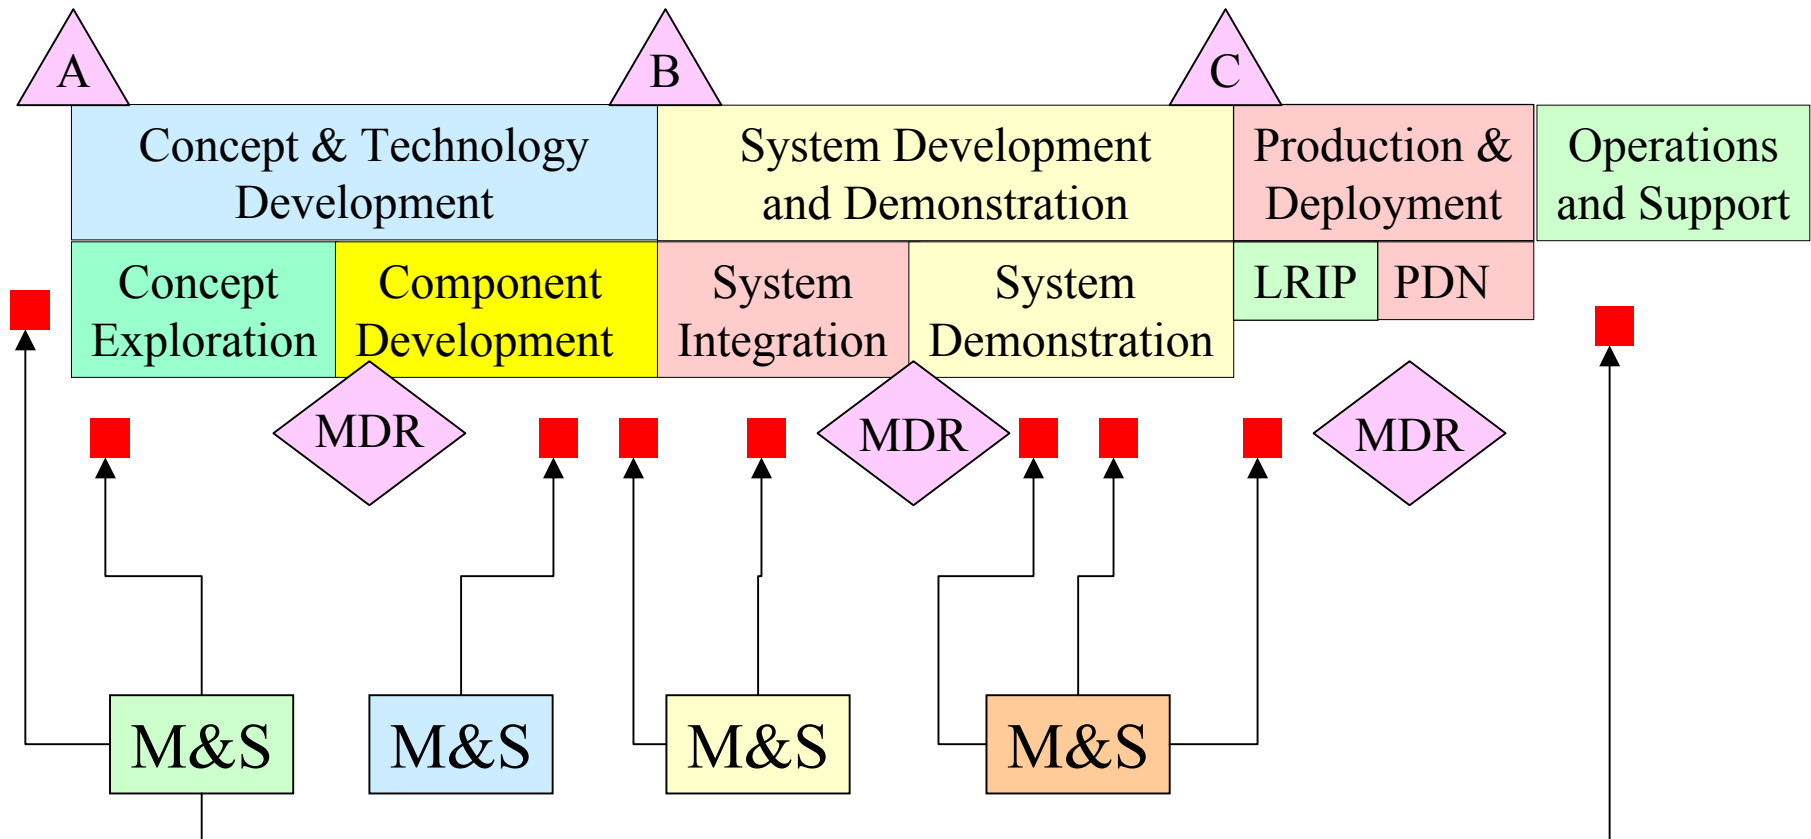 A
B
C
Concept & Technology
Development
System Development
and Demonstration
Production &
Deployment
Operations
and Support
Concept
Exploration
Component
Development
System
Integration
System
Demonstration
LRIP
PDN
MDR
MDR
MDR
M&S
M&S
M&S
M&S